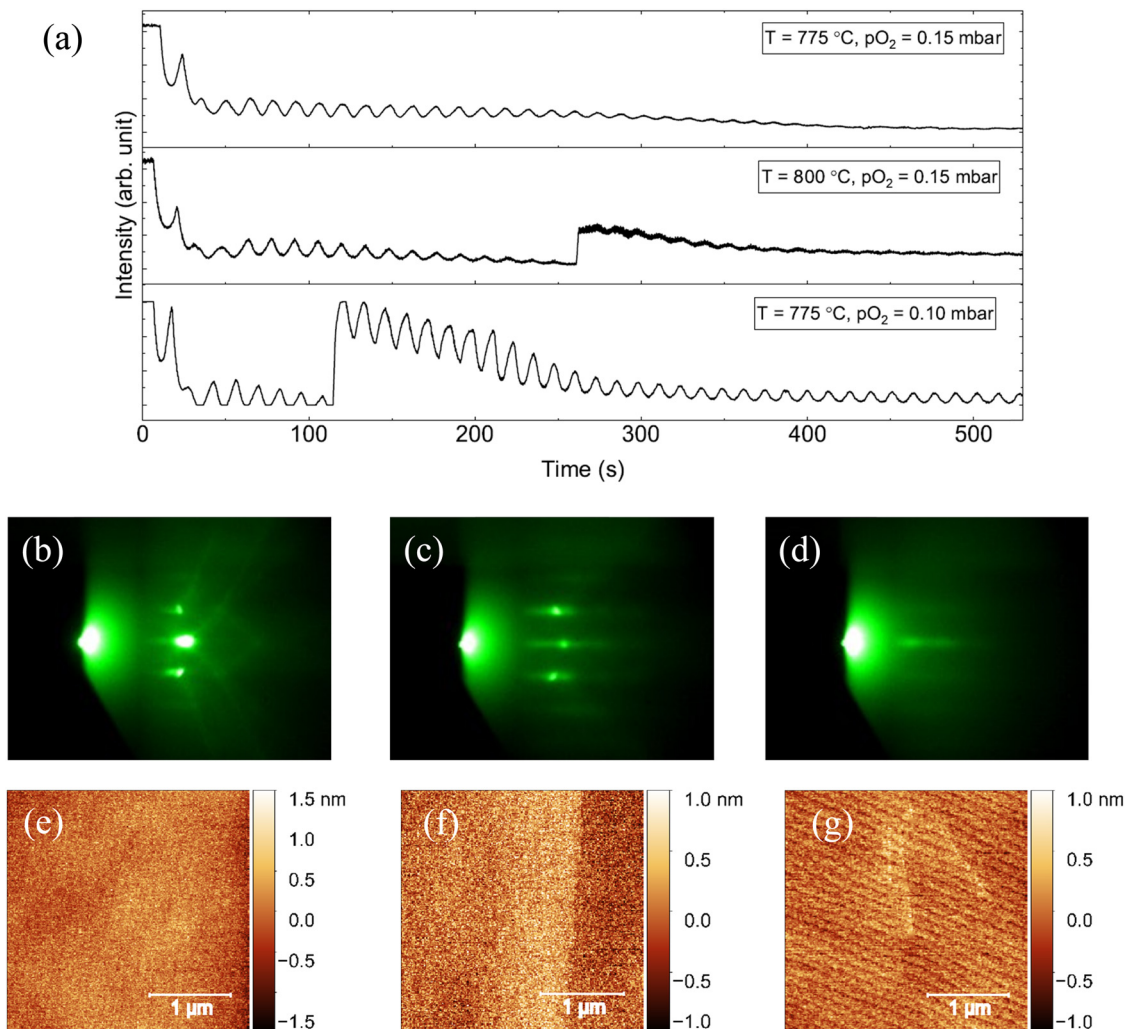 (a)
T = 775 °C, pO₂ = 0.15 mbar
T = 800 °C, pO₂ = 0.15 mbar
T = 775 °C, pO₂ = 0.10 mbar
Intensity (arb. unit)
0 100 200 300 400 500
Time (s)
(b) (c) (d)
(e) 1.5 nm (f) 1.0 nm (g) 1.0 nm
1.0
0.5 0.5 0.5
0.0 0.0 0.0
−0.5 −0.5 −0.5
−1.0
1 µm −1.5 1 µm −1.0 1 µm −1.0